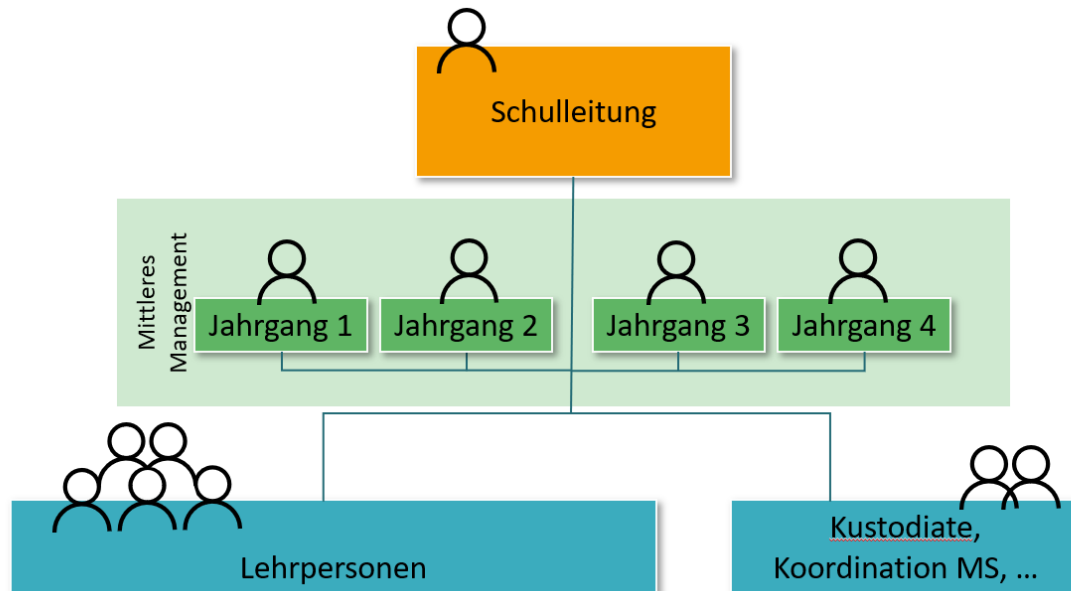 Schulleitung
Mittleres
Management
Jahrgang 1
Jahrgang 2
Jahrgang 3
Jahrgang 4
Lehrpersonen
Kustodiate,
Koordination MS, ...